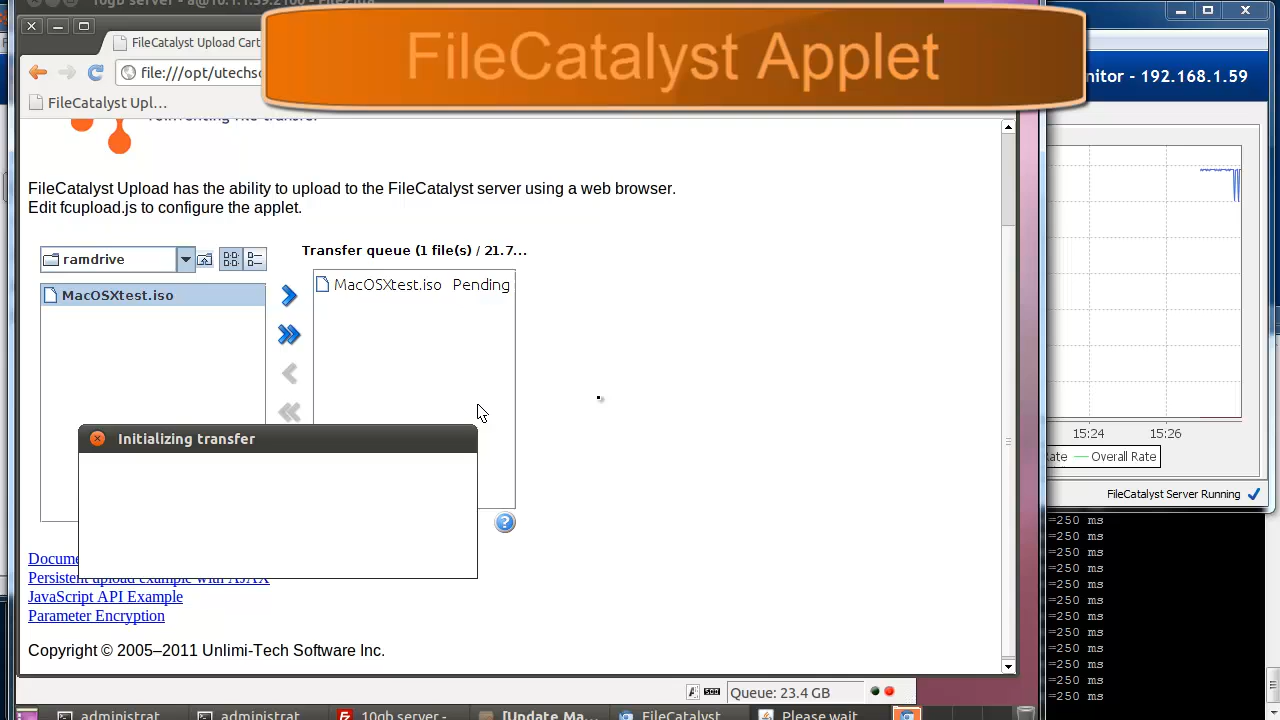 FileCatalyst Applet
FileCatalyst Upload Cart
file:///opt/utechso
FileCatalyst Upl...
nitor - 192.168.1.59
FileCatalyst Upload has the ability to upload to the FileCatalyst server using a web browser.
Edit fcupload.js to configure the applet.
ramdrive
Transfer queue (1 file(s) / 21.7...
MacOSXtest.iso
MacOSXtest.iso Pending
Initializing transfer
15:24 15:26
Rate Overall Rate
FileCatalyst Server Running
=250 ms
=250 ms
=250 ms
=250 ms
=250 ms
=250 ms
=250 ms
=250 ms
=250 ms
=250 ms
=250 ms
=250 ms
Docume
Persistent upload example with AJAX
JavaScript API Example
Parameter Encryption
Copyright © 2005–2011 Unlimi-Tech Software Inc.
Queue: 23.4 GB
administrat... administrat... 10gb server - ... [Update Ma... FileCatalyst ... Please wait